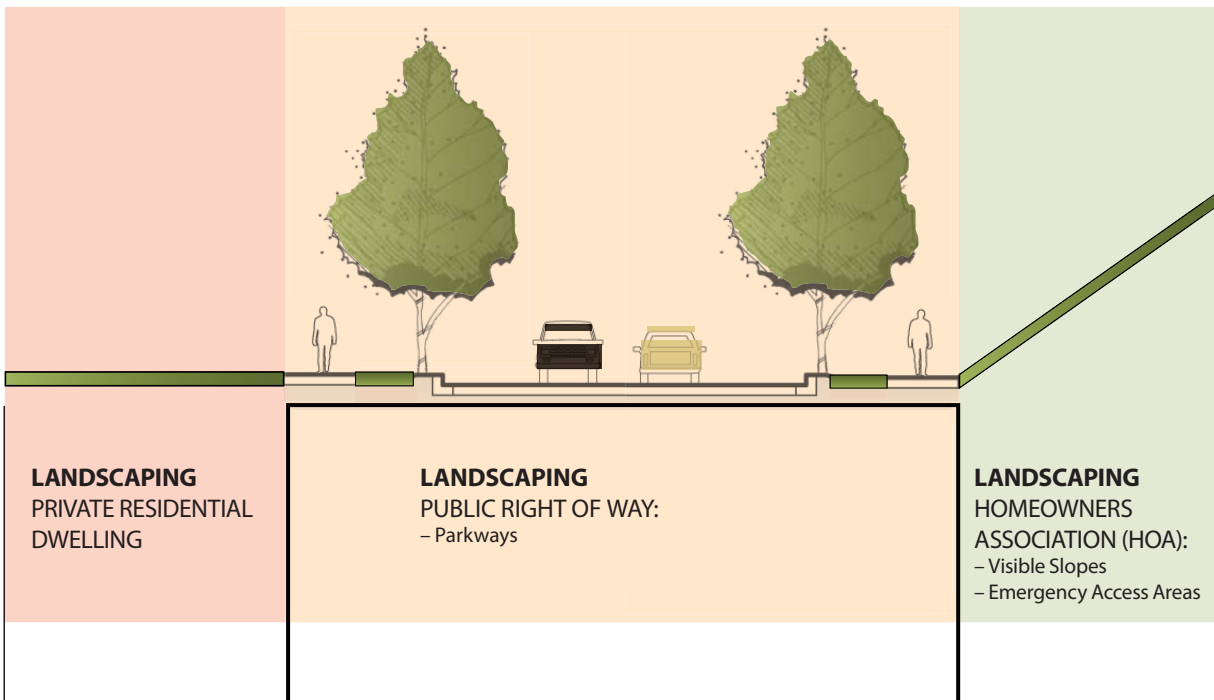 LANDSCAPING
PRIVATE RESIDENTIAL
DWELLING
LANDSCAPING
PUBLIC RIGHT OF WAY:
– Parkways
LANDSCAPING
HOMEOWNERS
ASSOCIATION (HOA):
– Visible Slopes
– Emergency Access Areas